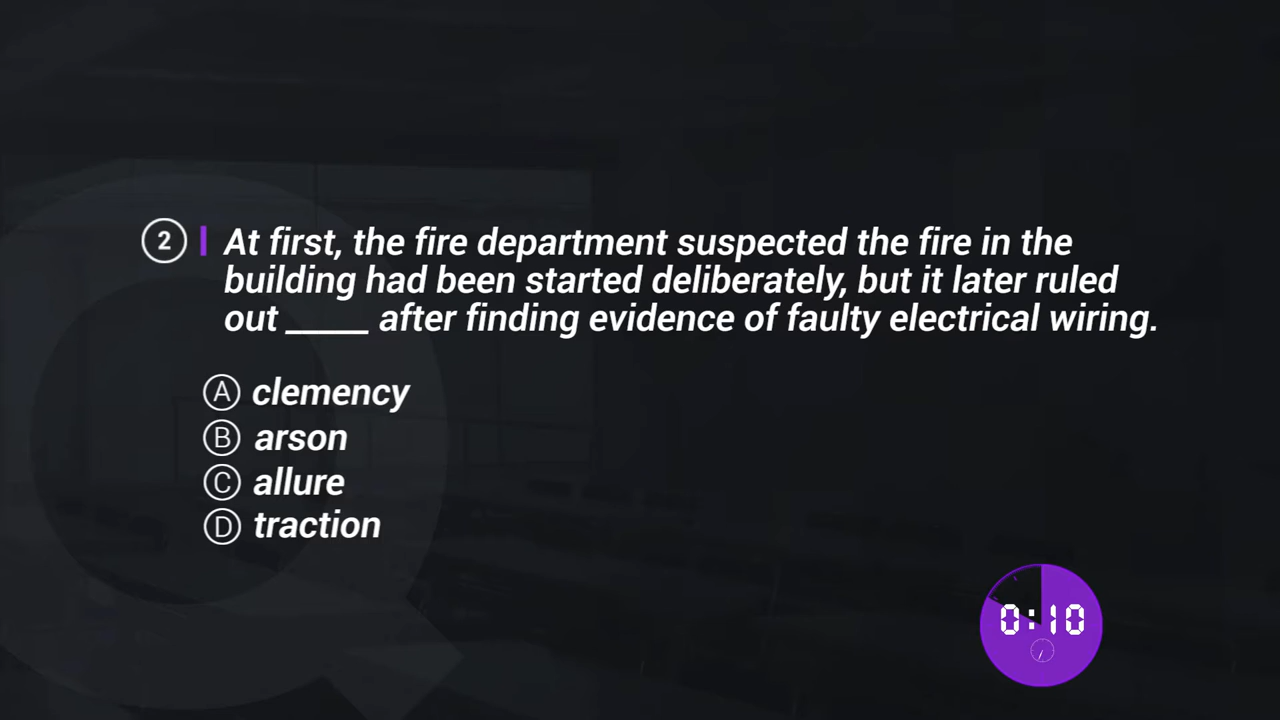 2 At first, the fire department suspected the fire in the
building had been started deliberately, but it later ruled
out _____ after finding evidence of faulty electrical wiring.
A clemency
B arson
C allure
D traction
0:10